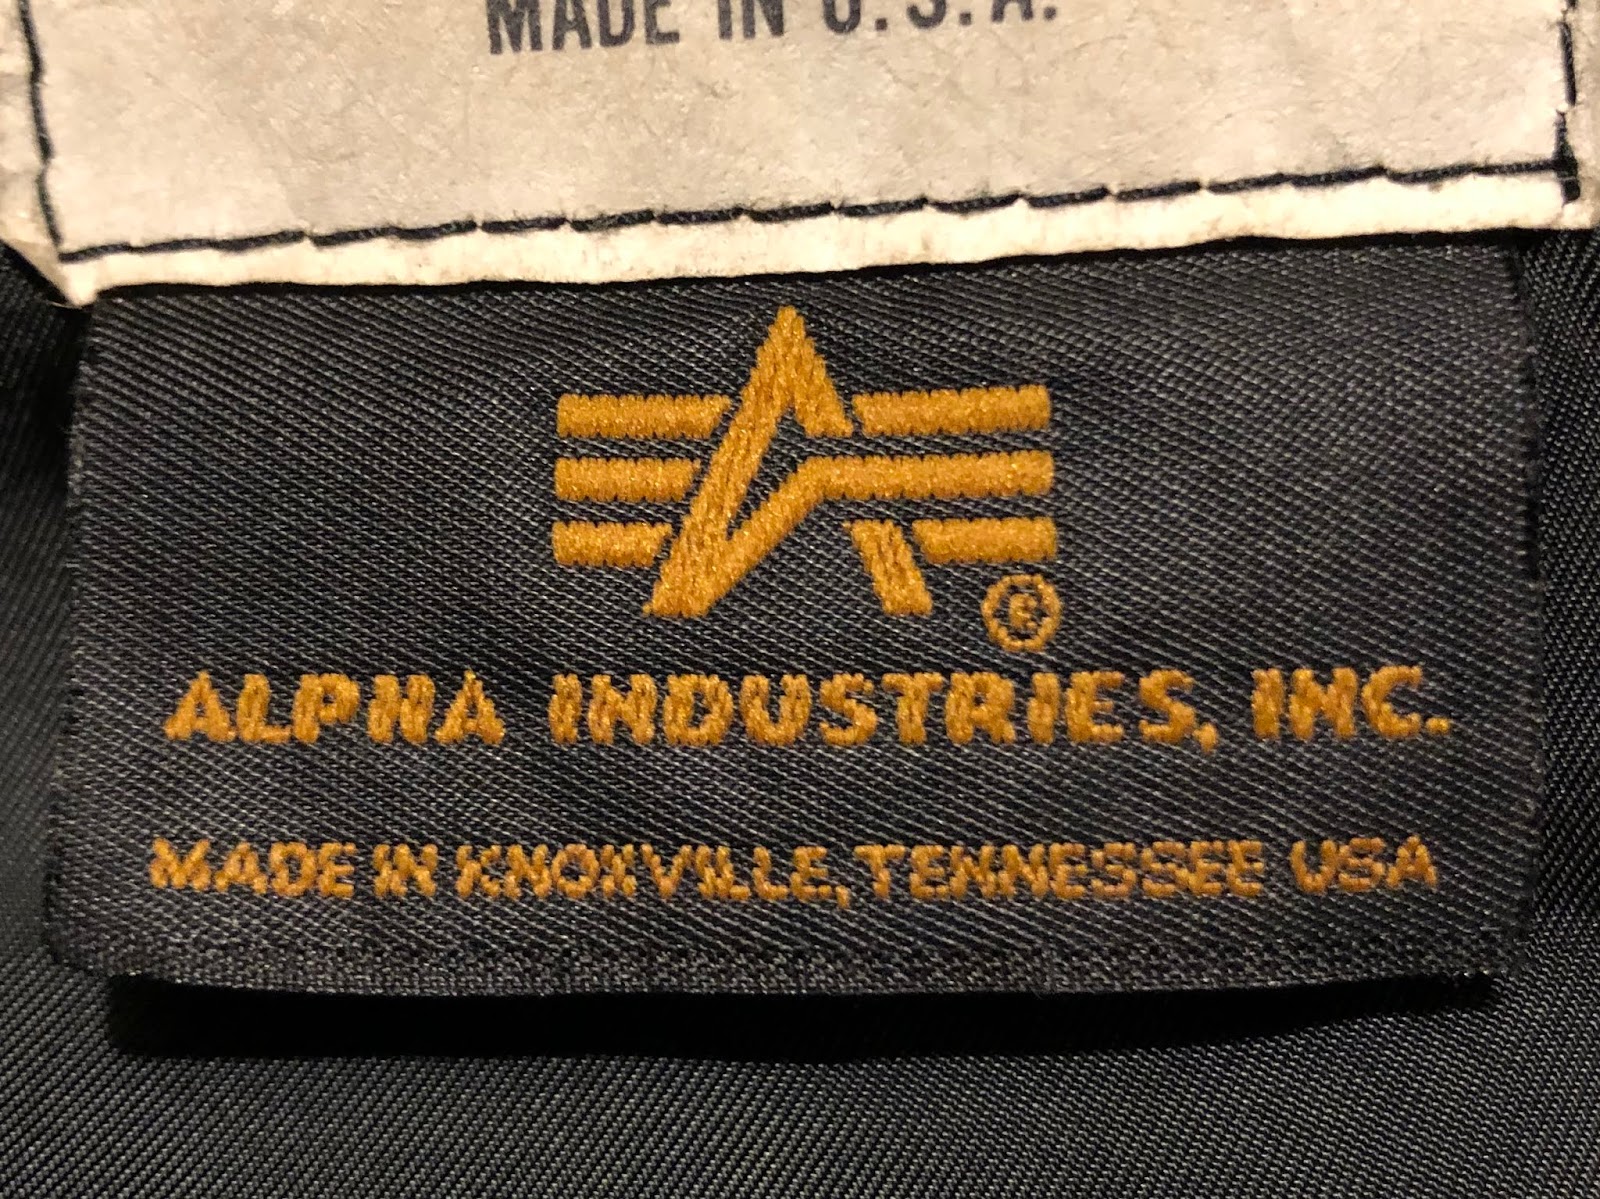 MADE IN U.S.A.
®
ALPHA INDUSTRIES, INC.
MADE IN KNOXVILLE, TENNESSEE USA